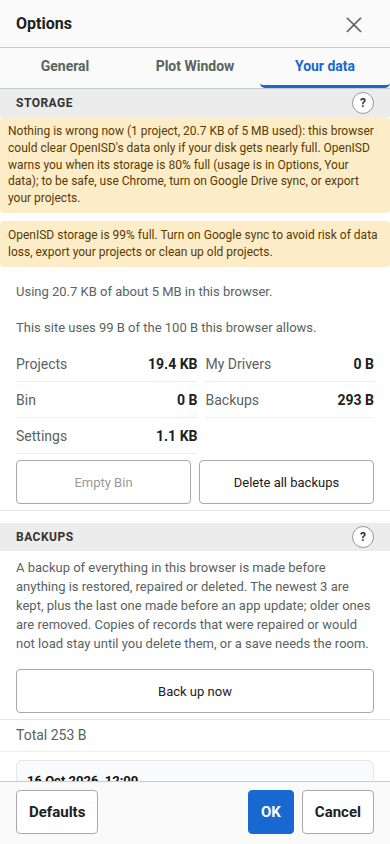 Options
General
Plot Window
Your data
STORAGE
?
Nothing is wrong now (1 project, 20.7 KB of 5 MB used): this browser
could clear OpenISD's data only if your disk gets nearly full. OpenISD
warns you when its storage is 80% full (usage is in Options, Your
data); to be safe, use Chrome, turn on Google Drive sync, or export
your projects.
OpenISD storage is 99% full. Turn on Google sync to avoid risk of data
loss, export your projects or clean up old projects.
Using 20.7 KB of about 5 MB in this browser.
This site uses 99 B of the 100 B this browser allows.
Projects 19.4 KB My Drivers 0 B
Bin 0 B Backups 293 B
Settings 1.1 KB
Empty Bin
Delete all backups
BACKUPS
?
A backup of everything in this browser is made before
anything is restored, repaired or deleted. The newest 3 are
kept, plus the last one made before an app update; older ones
are removed. Copies of records that were repaired or would
not load stay until you delete them, or a save needs the room.
Back up now
Total 253 B
16 Oct 2026, 12:00
Defaults
OK
Cancel